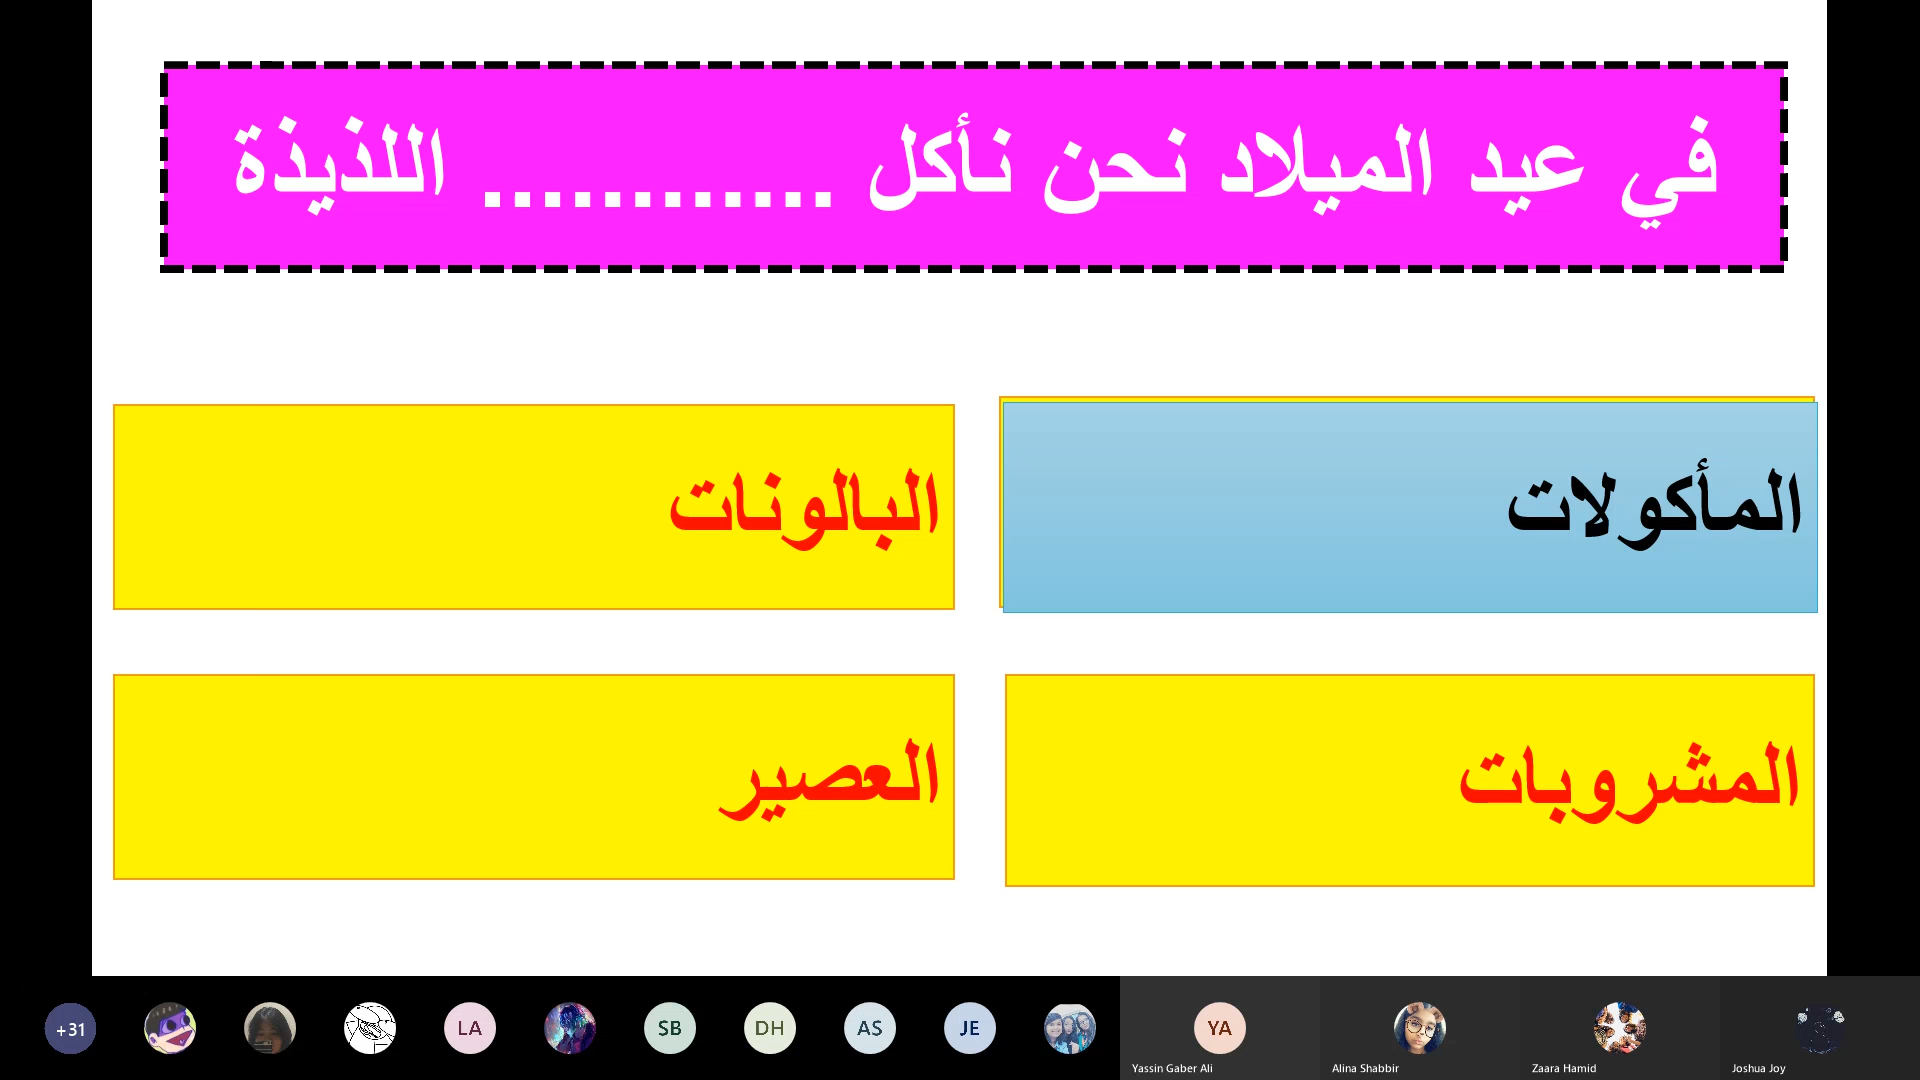 في عيد الميلاد نحن نأكل ............ اللذيذة
المأكولات
البالونات
المشروبات
العصير
+31
LA
SB
DH
AS
JE
YA
Yassin Gaber Ali
Alina Shabbir
Zaara Hamid
Joshua Joy